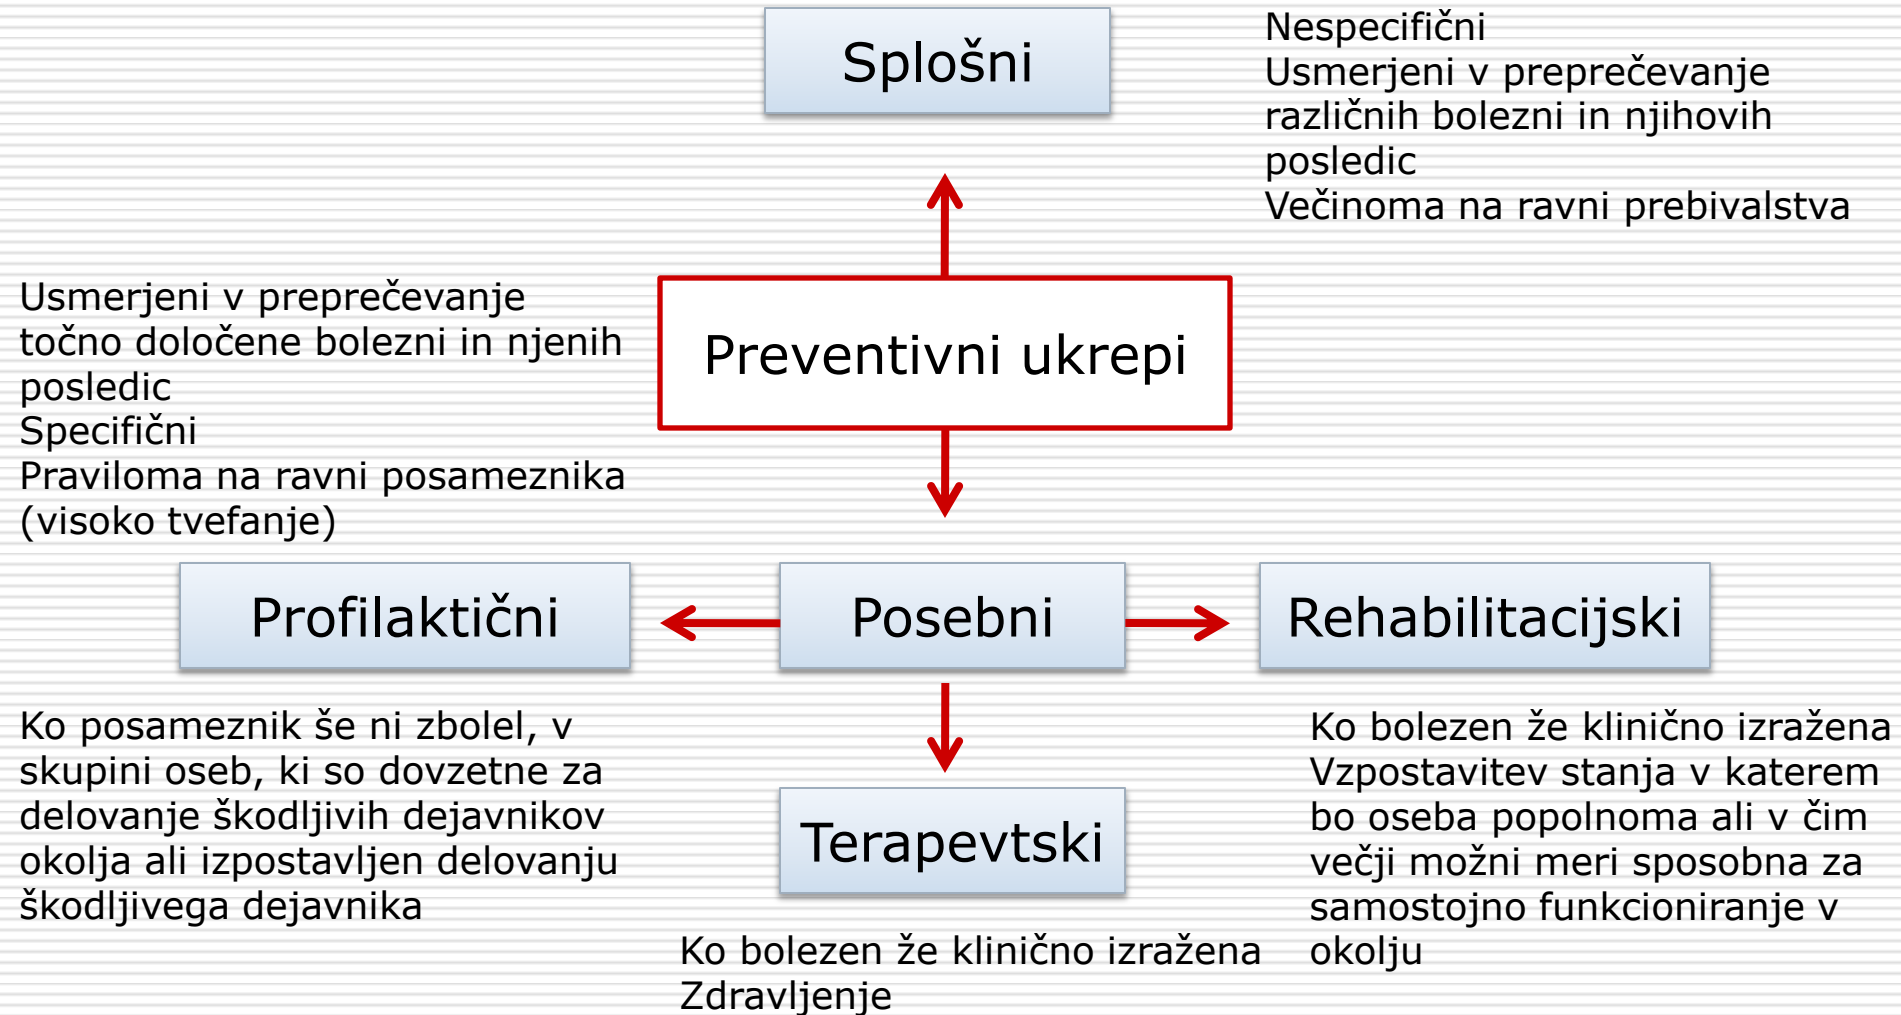 Splošni
Nespecifični
Usmerjeni v preprečevanje
različnih bolezni in njihovih
posledic
Večinoma na ravni prebivalstva
Preventivni ukrepi
Usmerjeni v preprečevanje
točno določene bolezni in njenih
posledic
Specifični
Praviloma na ravni posameznika
(visoko tvefanje)
Profilaktični
Posebni
Rehabilitacijski
Ko posameznik še ni zbolel, v
skupini oseb, ki so dovzetne za
delovanje škodljivih dejavnikov
okolja ali izpostavljen delovanju
škodljivega dejavnika
Terapevtski
Ko bolezen že klinično izražena
Zdravljenje
Ko bolezen že klinično izražena
Vzpostavitev stanja v katerem
bo oseba popolnoma ali v čim
večji možni meri sposobna za
samostojno funkcioniranje v
okolju